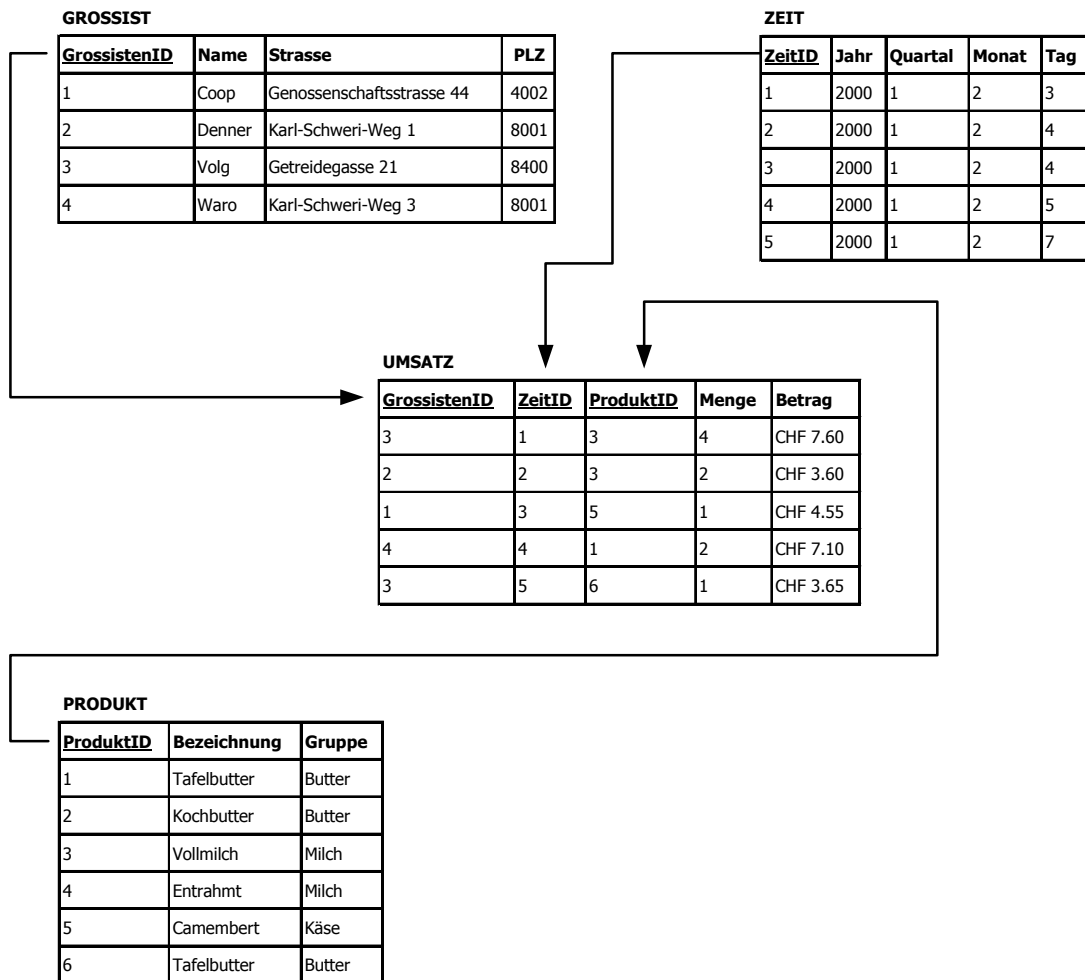 GROSSIST
GrossistenID Name Strasse PLZ
1 Coop Genossenschaftsstrasse 44 4002
2 Denner Karl-Schweri-Weg 1 8001
3 Volg Getreidegasse 21 8400
4 Waro Karl-Schweri-Weg 3 8001
ZEIT
ZeitID Jahr Quartal Monat Tag
1 2000 1 2 3
2 2000 1 2 4
3 2000 1 2 4
4 2000 1 2 5
5 2000 1 2 7
UMSATZ
GrossistenID ZeitID ProduktID Menge Betrag
3 1 3 4 CHF 7.60
2 2 3 2 CHF 3.60
1 3 5 1 CHF 4.55
4 4 1 2 CHF 7.10
3 5 6 1 CHF 3.65
PRODUKT
ProduktID Bezeichnung Gruppe
1 Tafelbutter Butter
2 Kochbutter Butter
3 Vollmilch Milch
4 Entrahmt Milch
5 Camembert Käse
6 Tafelbutter Butter